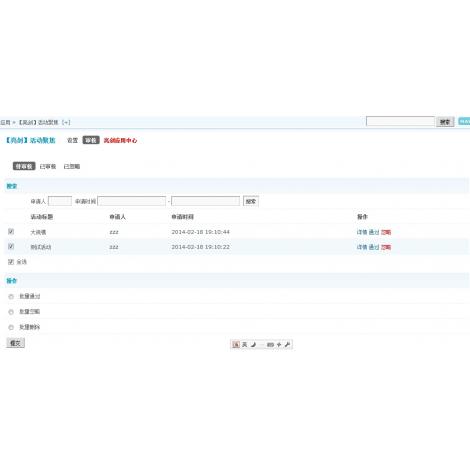 应用 » 【亮剑】活动聚焦 [+]
搜索
【亮剑】活动聚焦 设置 审核 亮剑应用中心
待审核 已审核 已忽略
搜索
申请人 申请时间 - 搜索
活动标题 申请人 申请时间 操作
zzz 2014-02-18 19:10:44 详情 通过 忽略
测试活动 zzz 2014-02-18 19:10:22 详情 通过 忽略
全选
操作
批量通过
批量忽略
批量删除
提交
英